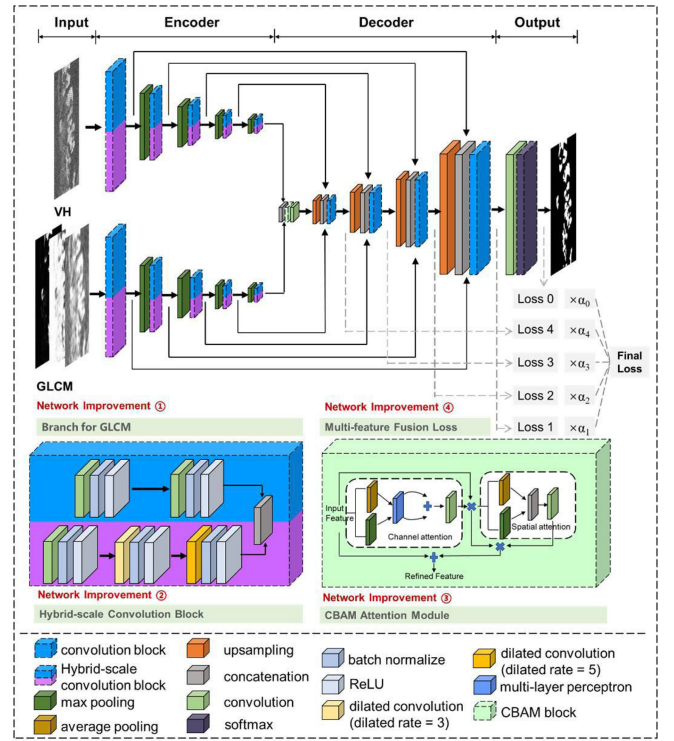 Input Encoder Decoder Output
VH
GLCM
Loss 0 ×α0
Loss 4 ×α4
Loss 3 ×α3
Loss 2 ×α2
Loss 1 ×α1
Final
Loss
Network Improvement ①
Branch for GLCM
Network Improvement ④
Multi-feature Fusion Loss
Input
Feature
Channel attention
Spatial attention
Refined Feature
Network Improvement ②
Hybrid-scale Convolution Block
Network Improvement ③
CBAM Attention Module
convolution block
Hybrid-scale
convolution block
max pooling
average pooling
upsampling
concatenation
convolution
softmax
batch normalize
ReLU
dilated convolution
(dilated rate = 3)
dilated convolution
(dilated rate = 5)
multi-layer perceptron
CBAM block